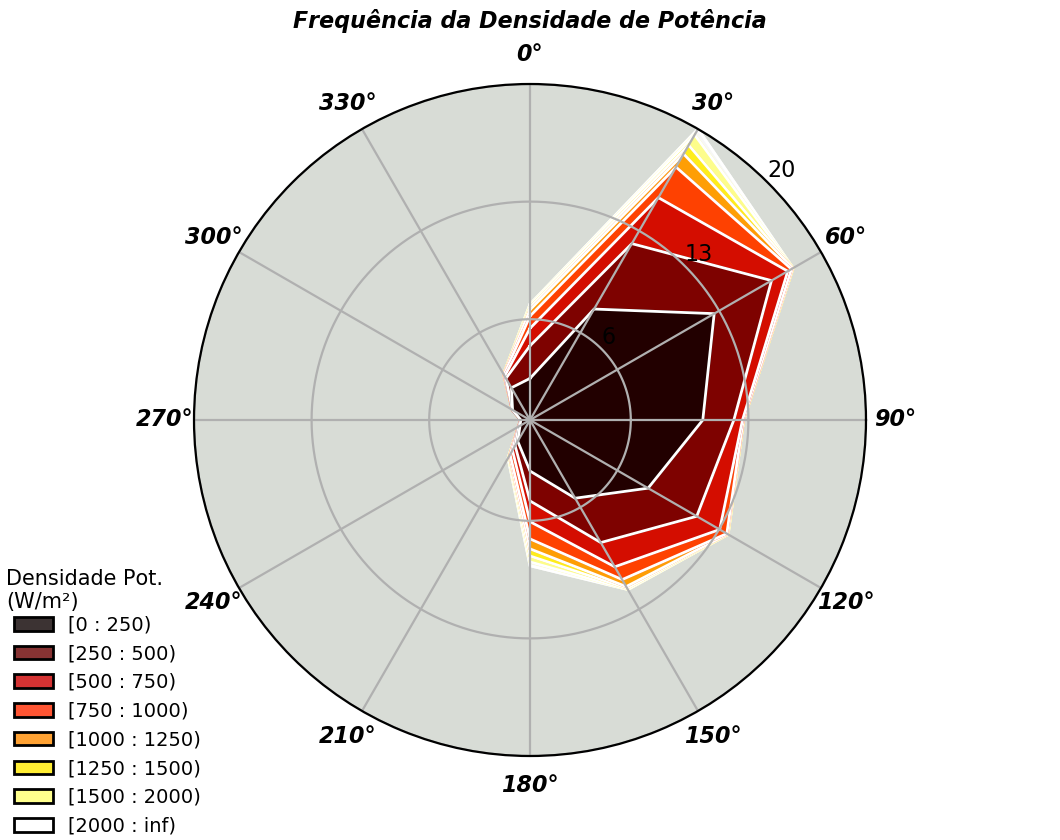 Frequência da Densidade de Potência
0°
330°
30°
20
300°
60°
13
6
270°
90°
240°
120°
210°
150°
180°
Densidade Pot.
(W/m²)
[0 : 250)
[250 : 500)
[500 : 750)
[750 : 1000)
[1000 : 1250)
[1250 : 1500)
[1500 : 2000)
[2000 : inf)